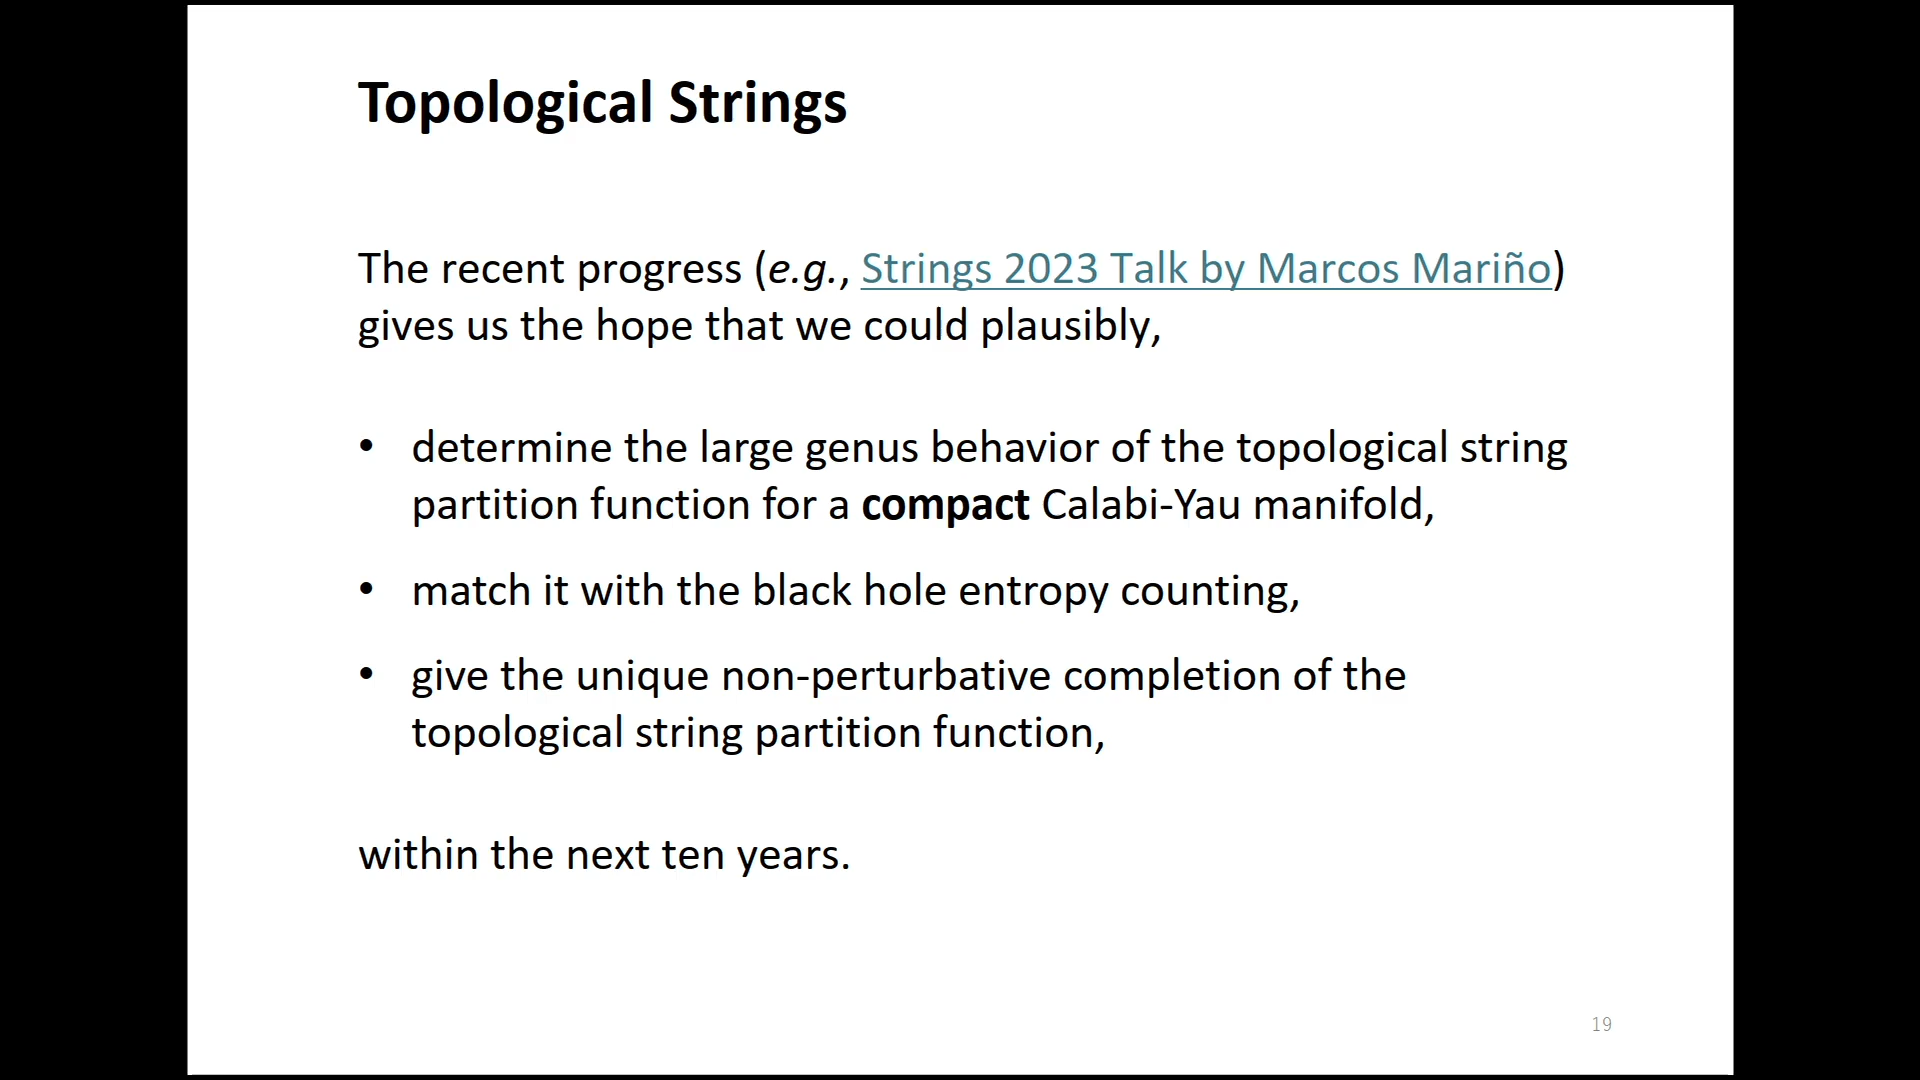 Topological Strings
The recent progress (e.g., Strings 2023 Talk by Marcos Mariño)
gives us the hope that we could plausibly,
• determine the large genus behavior of the topological string
partition function for a compact Calabi-Yau manifold,
• match it with the black hole entropy counting,
• give the unique non-perturbative completion of the
topological string partition function,
within the next ten years.
19